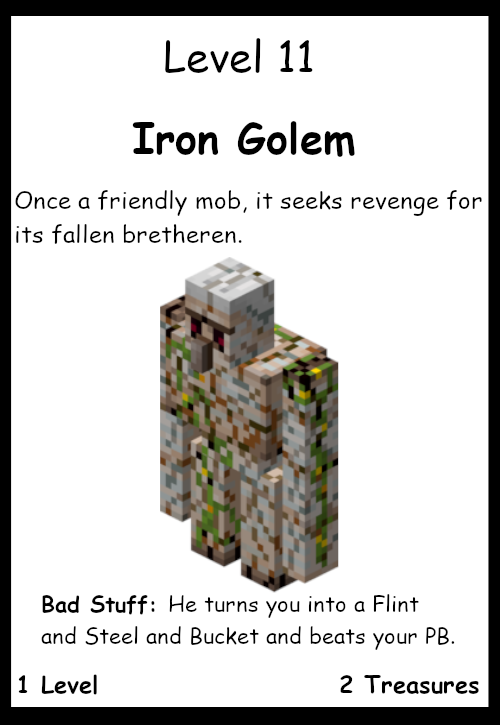 Level 11
Iron Golem
Once a friendly mob, it seeks revenge for
its fallen bretheren.
Bad Stuff: He turns you into a Flint
and Steel and Bucket and beats your PB.
1 Level 2 Treasures